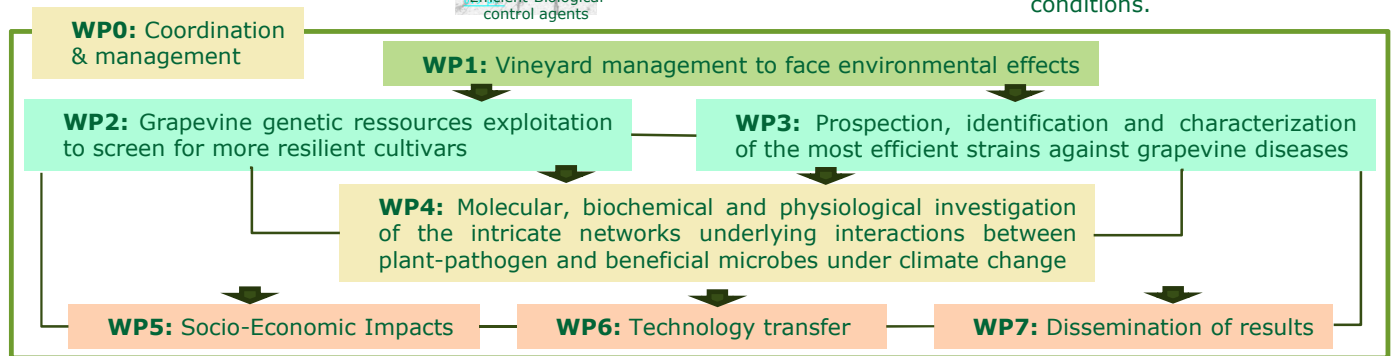 Efficient Biological
control agents
conditions.
WP0: Coordination
& management
WP1: Vineyard management to face environmental effects
WP2: Grapevine genetic ressources exploitation
to screen for more resilient cultivars
WP3: Prospection, identification and characterization
of the most efficient strains against grapevine diseases
WP4: Molecular, biochemical and physiological investigation
of the intricate networks underlying interactions between
plant-pathogen and beneficial microbes under climate change
WP5: Socio-Economic Impacts
WP6: Technology transfer
WP7: Dissemination of results